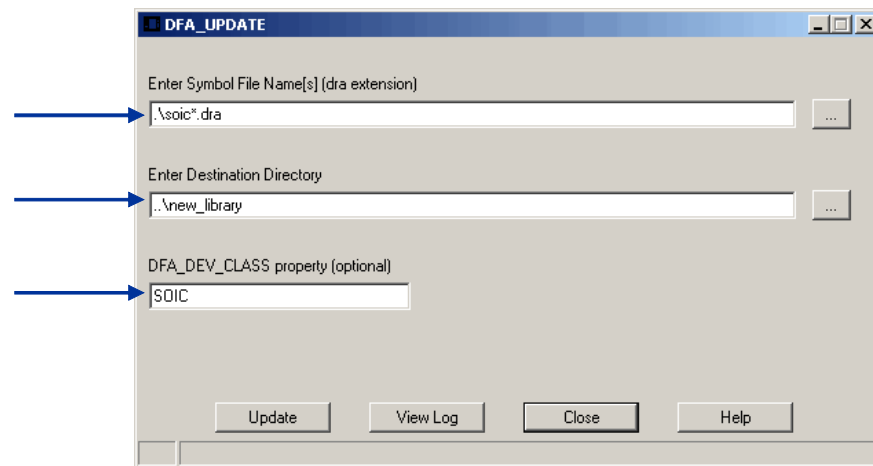 DFA_UPDATE
Enter Symbol File Name[s] (dra extension)
.\soic*.dra
...
Enter Destination Directory
..\new_library
...
DFA_DEV_CLASS property (optional)
SOIC
Update View Log Close Help